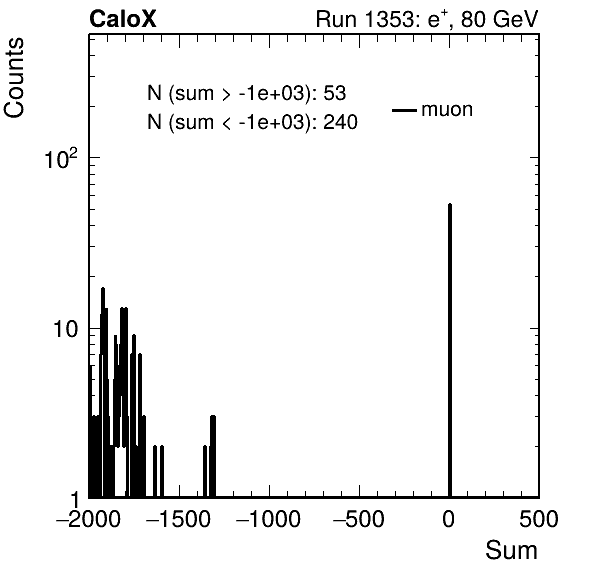 CaloX Run 1353: e⁺, 80 GeV
Counts
N (sum > -1e+03): 53
N (sum < -1e+03): 240
muon
10²
10
1
−2000 −1500 −1000 −500 0 500
Sum